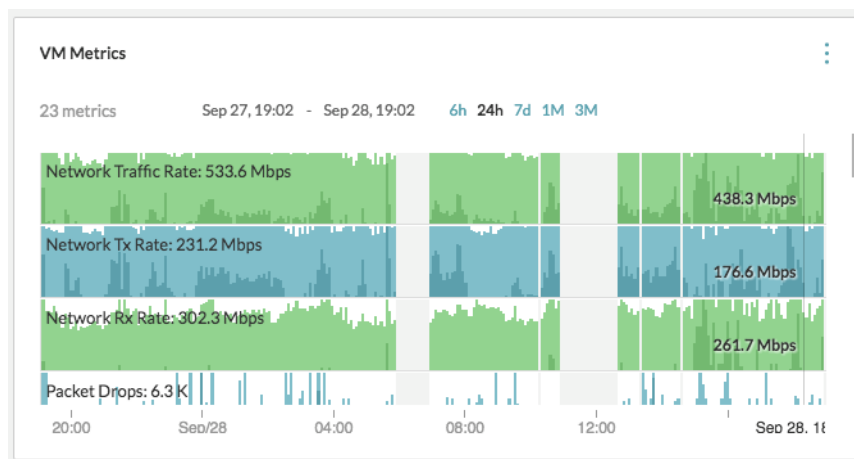 VM Metrics
23 metrics Sep 27, 19:02 - Sep 28, 19:02 6h 24h 7d 1M 3M
Network Traffic Rate: 533.6 Mbps
438.3 Mbps
Network Tx Rate: 231.2 Mbps
176.6 Mbps
Network Rx Rate: 302.3 Mbps
261.7 Mbps
Packet Drops: 6.3 K
20:00 Sep/28 04:00 08:00 12:00 Sep 28, 18